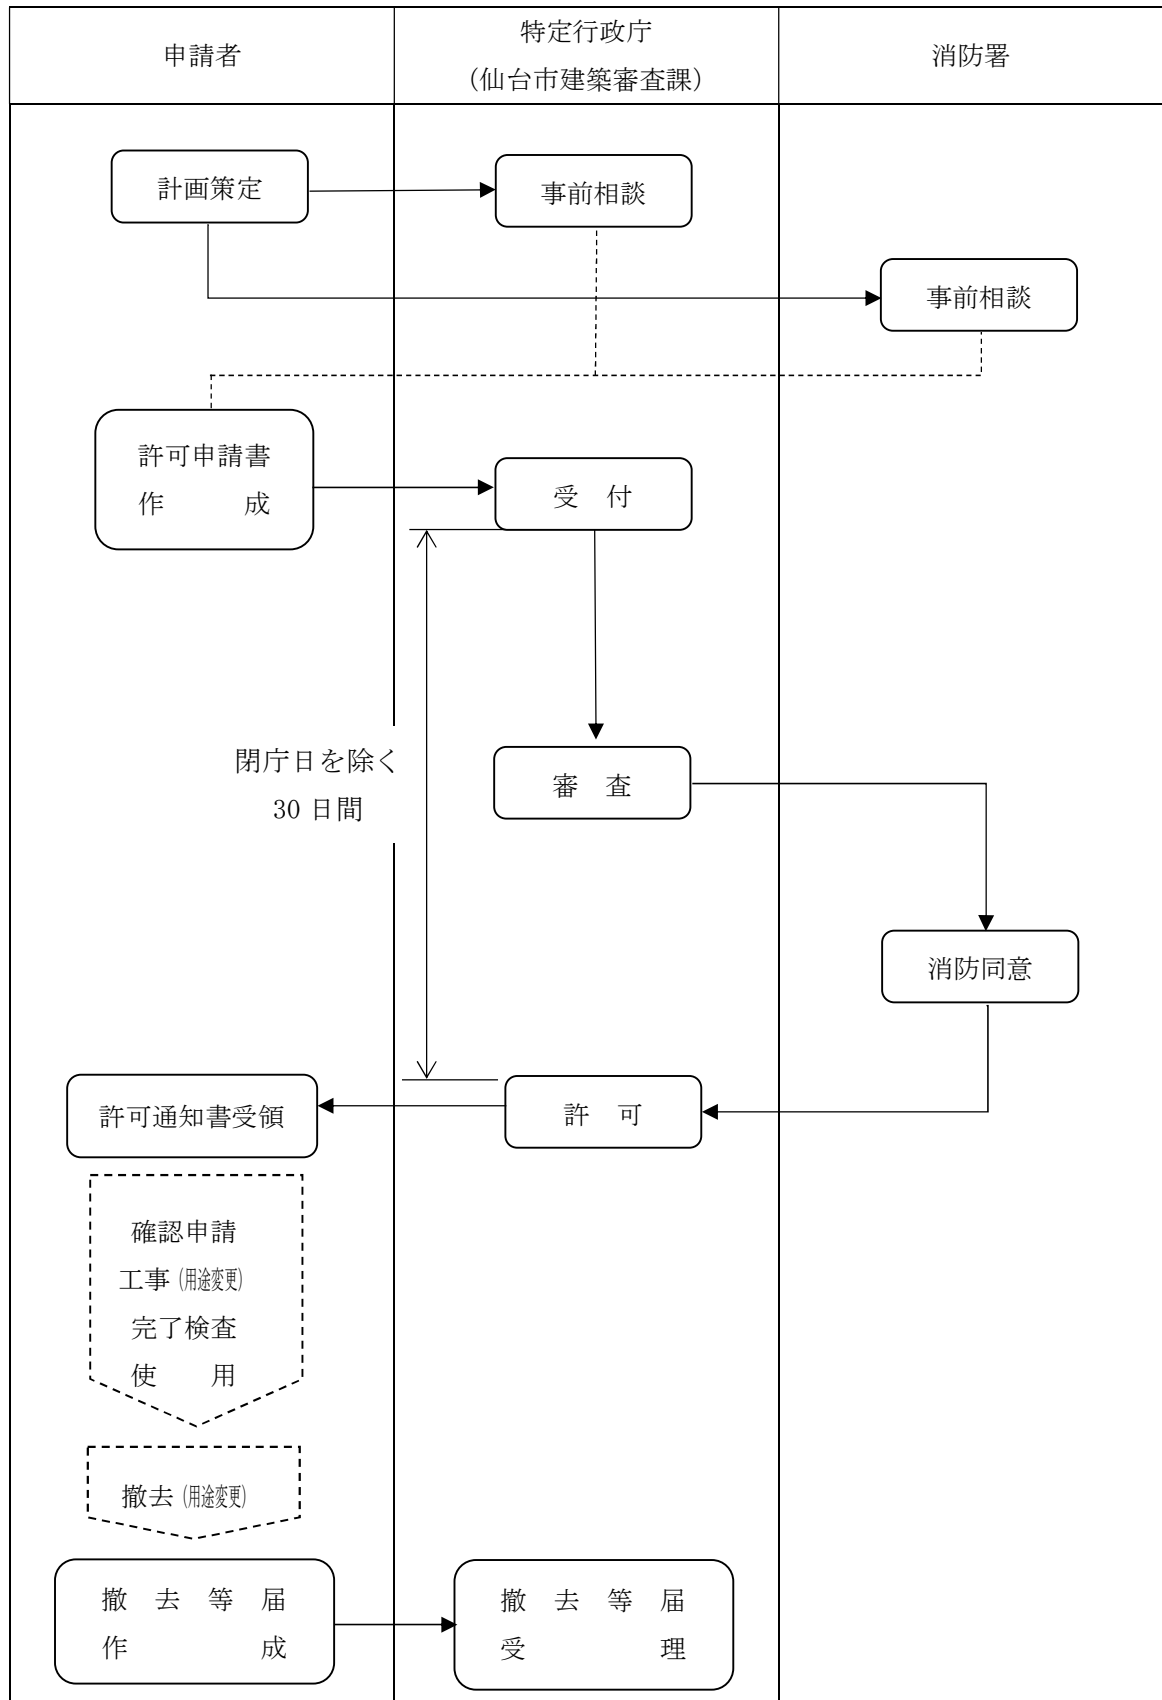 申請者
特定行政庁
(仙台市建築審査課)
消防署
計画策定
事前相談
事前相談
許可申請書
作　　　成
受　付
閉庁日を除く
30 日間
審　査
消防同意
許可通知書受領
許　可
確認申請
工事(用途変更)
完了検査
使　　用
撤去(用途変更)
撤　去　等　届
作　　　　　成
撤　去　等　届
受　　　　　理